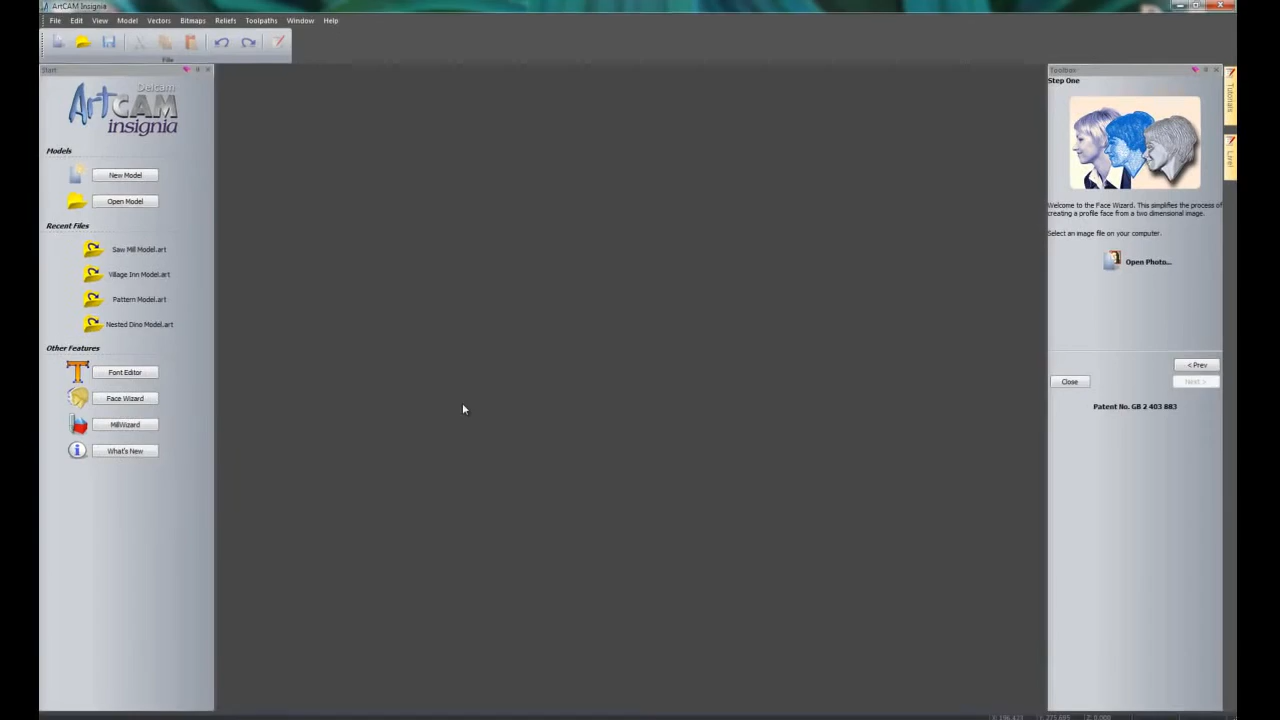 ArtCAM Insignia
File Edit View Model Vectors Bitmaps Reliefs Toolpaths Window Help
File
Start
Delcam
ArtCAM
insignia
Models
New Model
Open Model
Recent Files
Saw Mill Model.art
Village Inn Model.art
Pattern Model.art
Nested Dino Model.art
Other Features
Font Editor
Face Wizard
MillWizard
What's New
Toolbox
Step One
Welcome to the Face Wizard. This simplifies the process of
creating a profile face from a two dimensional image.
Select an image file on your computer.
Open Photo...
< Prev
Close
Next >
Patent No. GB 2 403 883
Tutorials
Live!